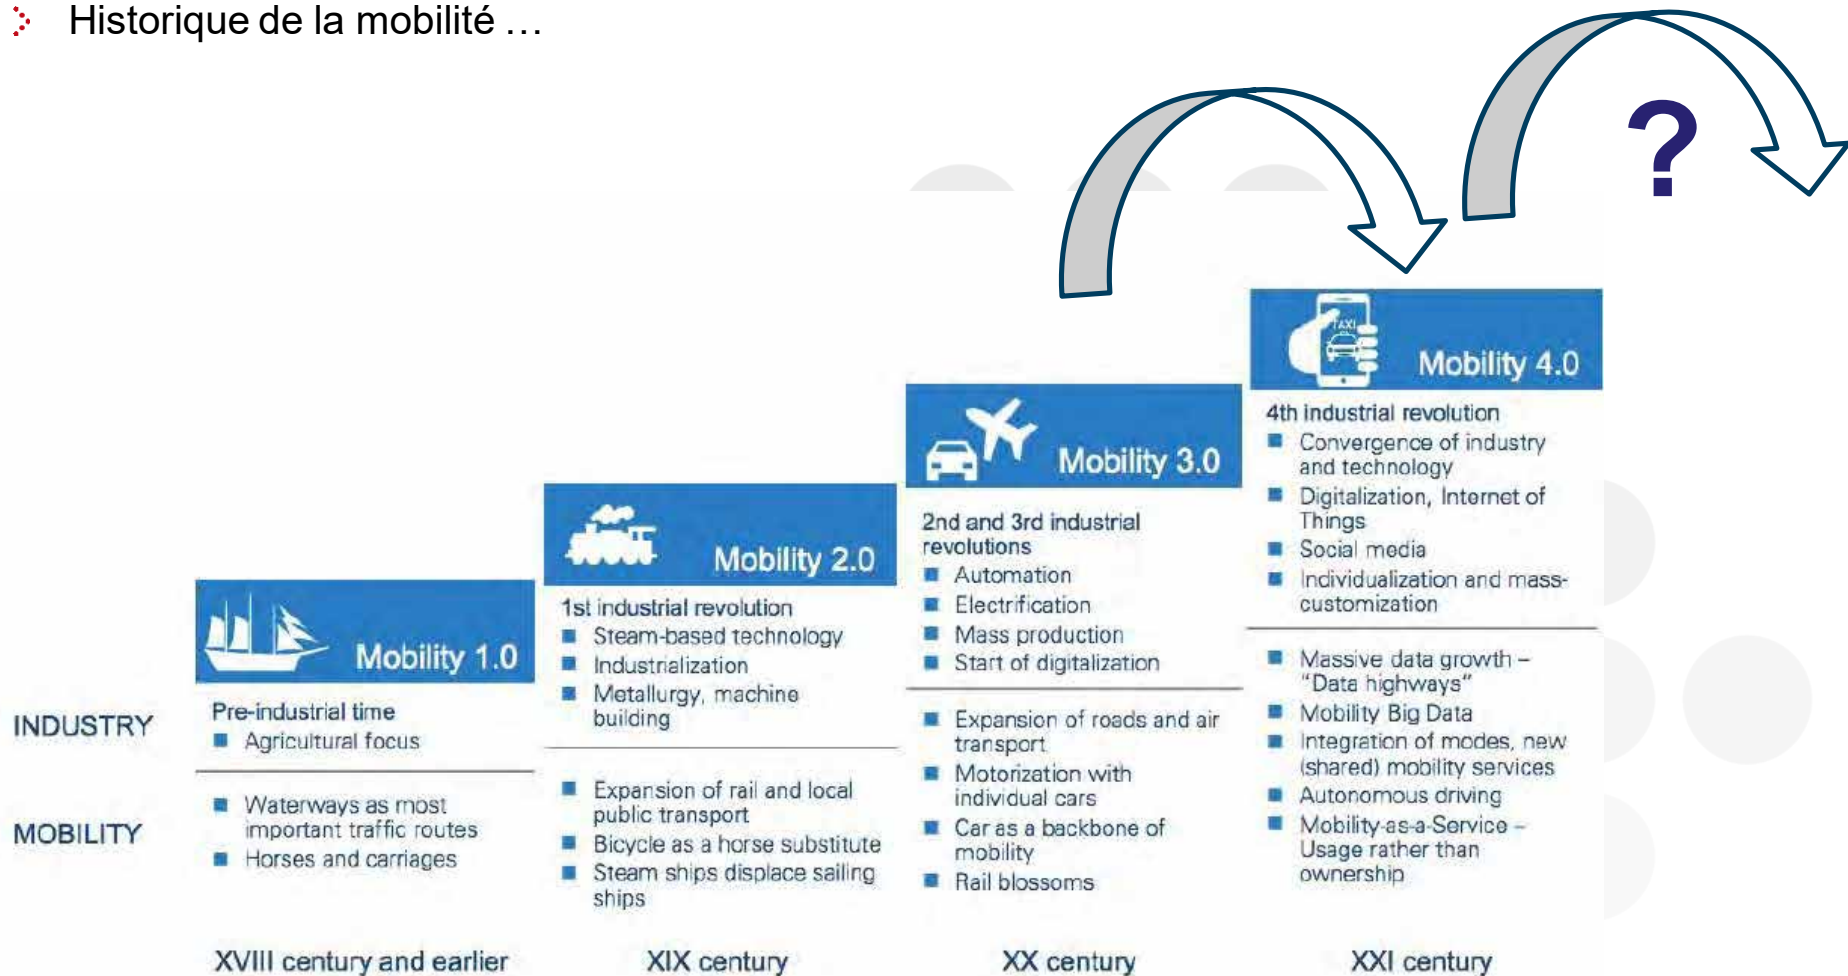 Historique de la mobilité …
?
TAXI
Mobility 4.0
4th industrial revolution
Convergence of industry
and technology
Digitalization, Internet of
Things
Social media
Individualization and mass-
customization
Massive data growth –
"Data highways"
Mobility Big Data
Integration of modes, new
(shared) mobility services
Autonomous driving
Mobility-as-a-Service –
Usage rather than
ownership
XXI century
Mobility 3.0
2nd and 3rd industrial
revolutions
Automation
Electrification
Mass production
Start of digitalization
Expansion of roads and air
transport
Motorization with
individual cars
Car as a backbone of
mobility
Rail blossoms
XX century
Mobility 2.0
1st industrial revolution
Steam-based technology
Industrialization
Metallurgy, machine
building
Expansion of rail and local
public transport
Bicycle as a horse substitute
Steam ships displace sailing
ships
XIX century
Mobility 1.0
Pre-industrial time
Agricultural focus
Waterways as most
important traffic routes
Horses and carriages
XVIII century and earlier
INDUSTRY
MOBILITY